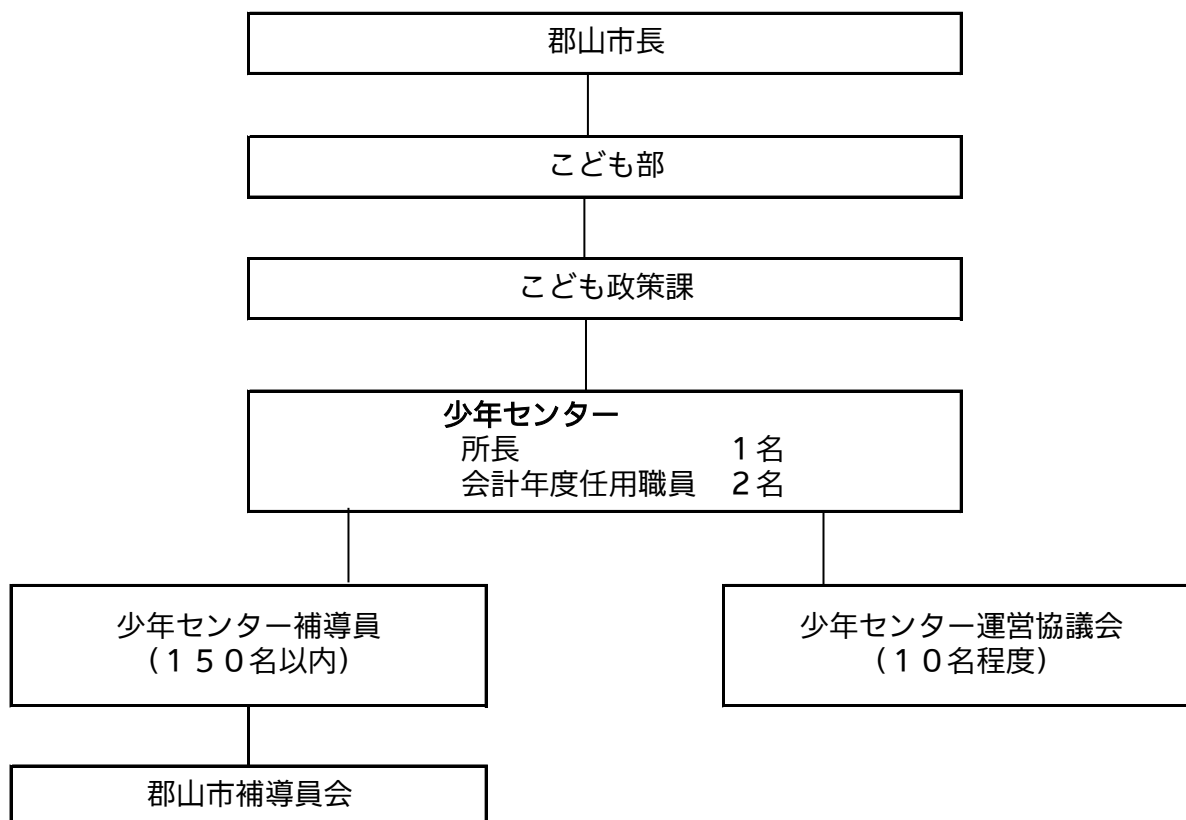 郡山市長
こども部
こども政策課
少年センター
所長　　　　　　　１名
会計年度任用職員　２名
少年センター補導員
（１５０名以内）
少年センター運営協議会
（１０名程度）
郡山市補導員会